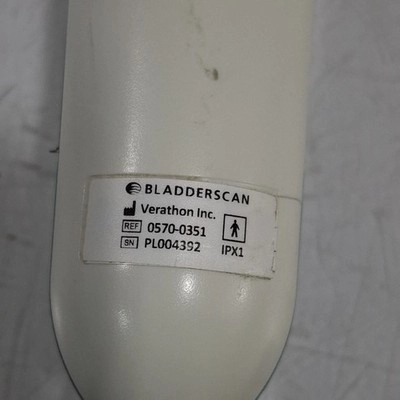 BLADDERSCAN
Verathon Inc.
REF 0570-0351
SN PL004392 IPX1